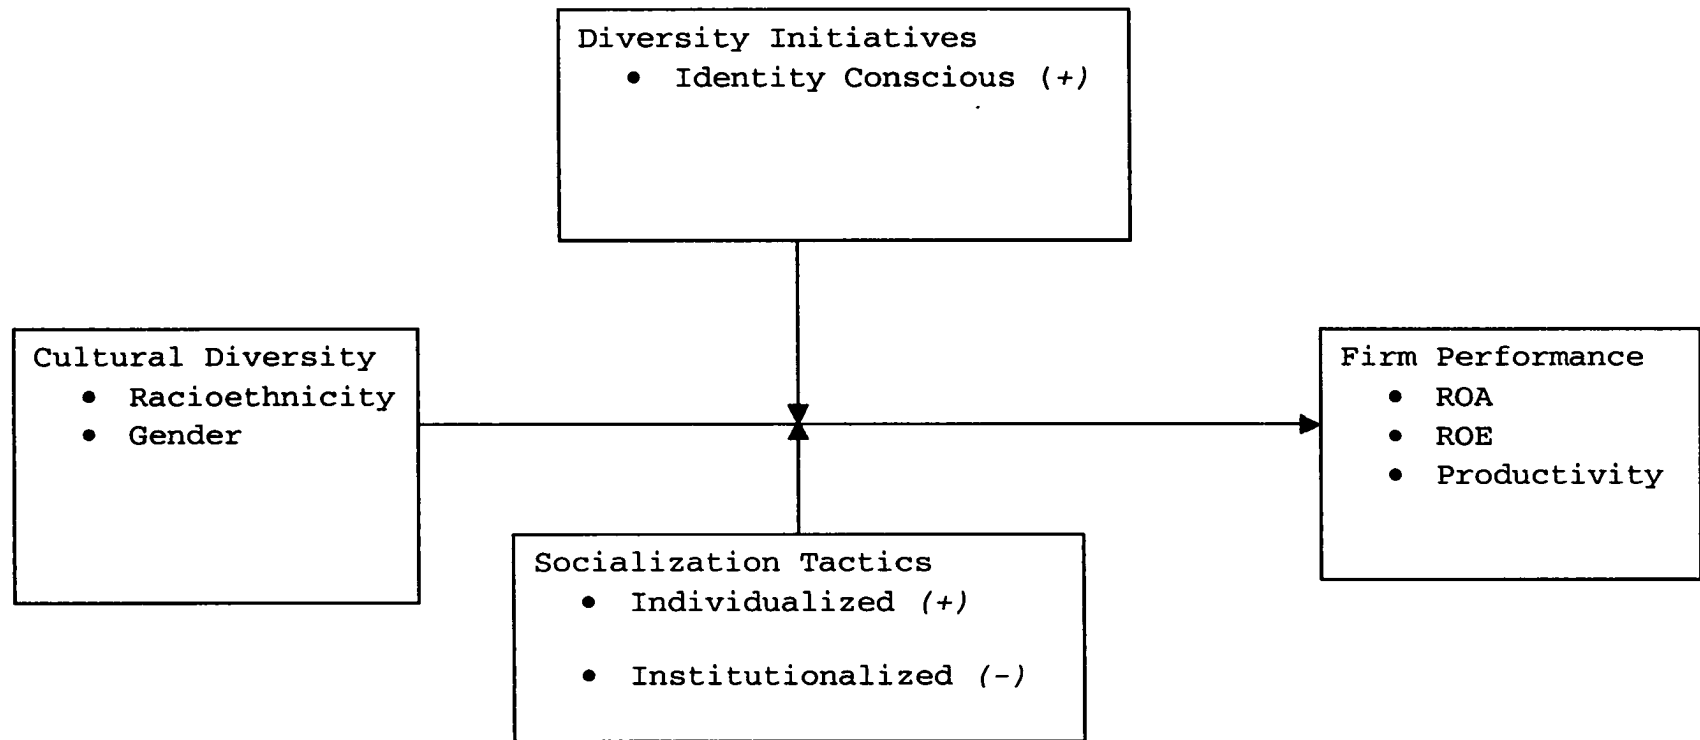 Diversity Initiatives
• Identity Conscious (+)
Cultural Diversity
• Racioethnicity
• Gender
Firm Performance
• ROA
• ROE
• Productivity
Socialization Tactics
• Individualized (+)
• Institutionalized (-)